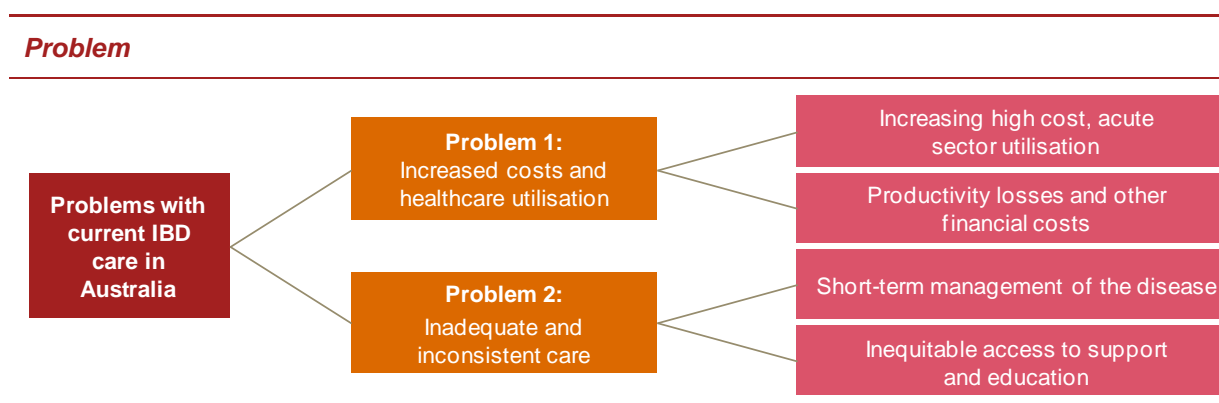 Problem
Problems with
current IBD
care in
Australia
Problem 1:
Increased costs and
healthcare utilisation
Problem 2:
Inadequate and
inconsistent care
Increasing high cost, acute
sector utilisation
Productivity losses and other
financial costs
Short-term management of the disease
Inequitable access to support
and education